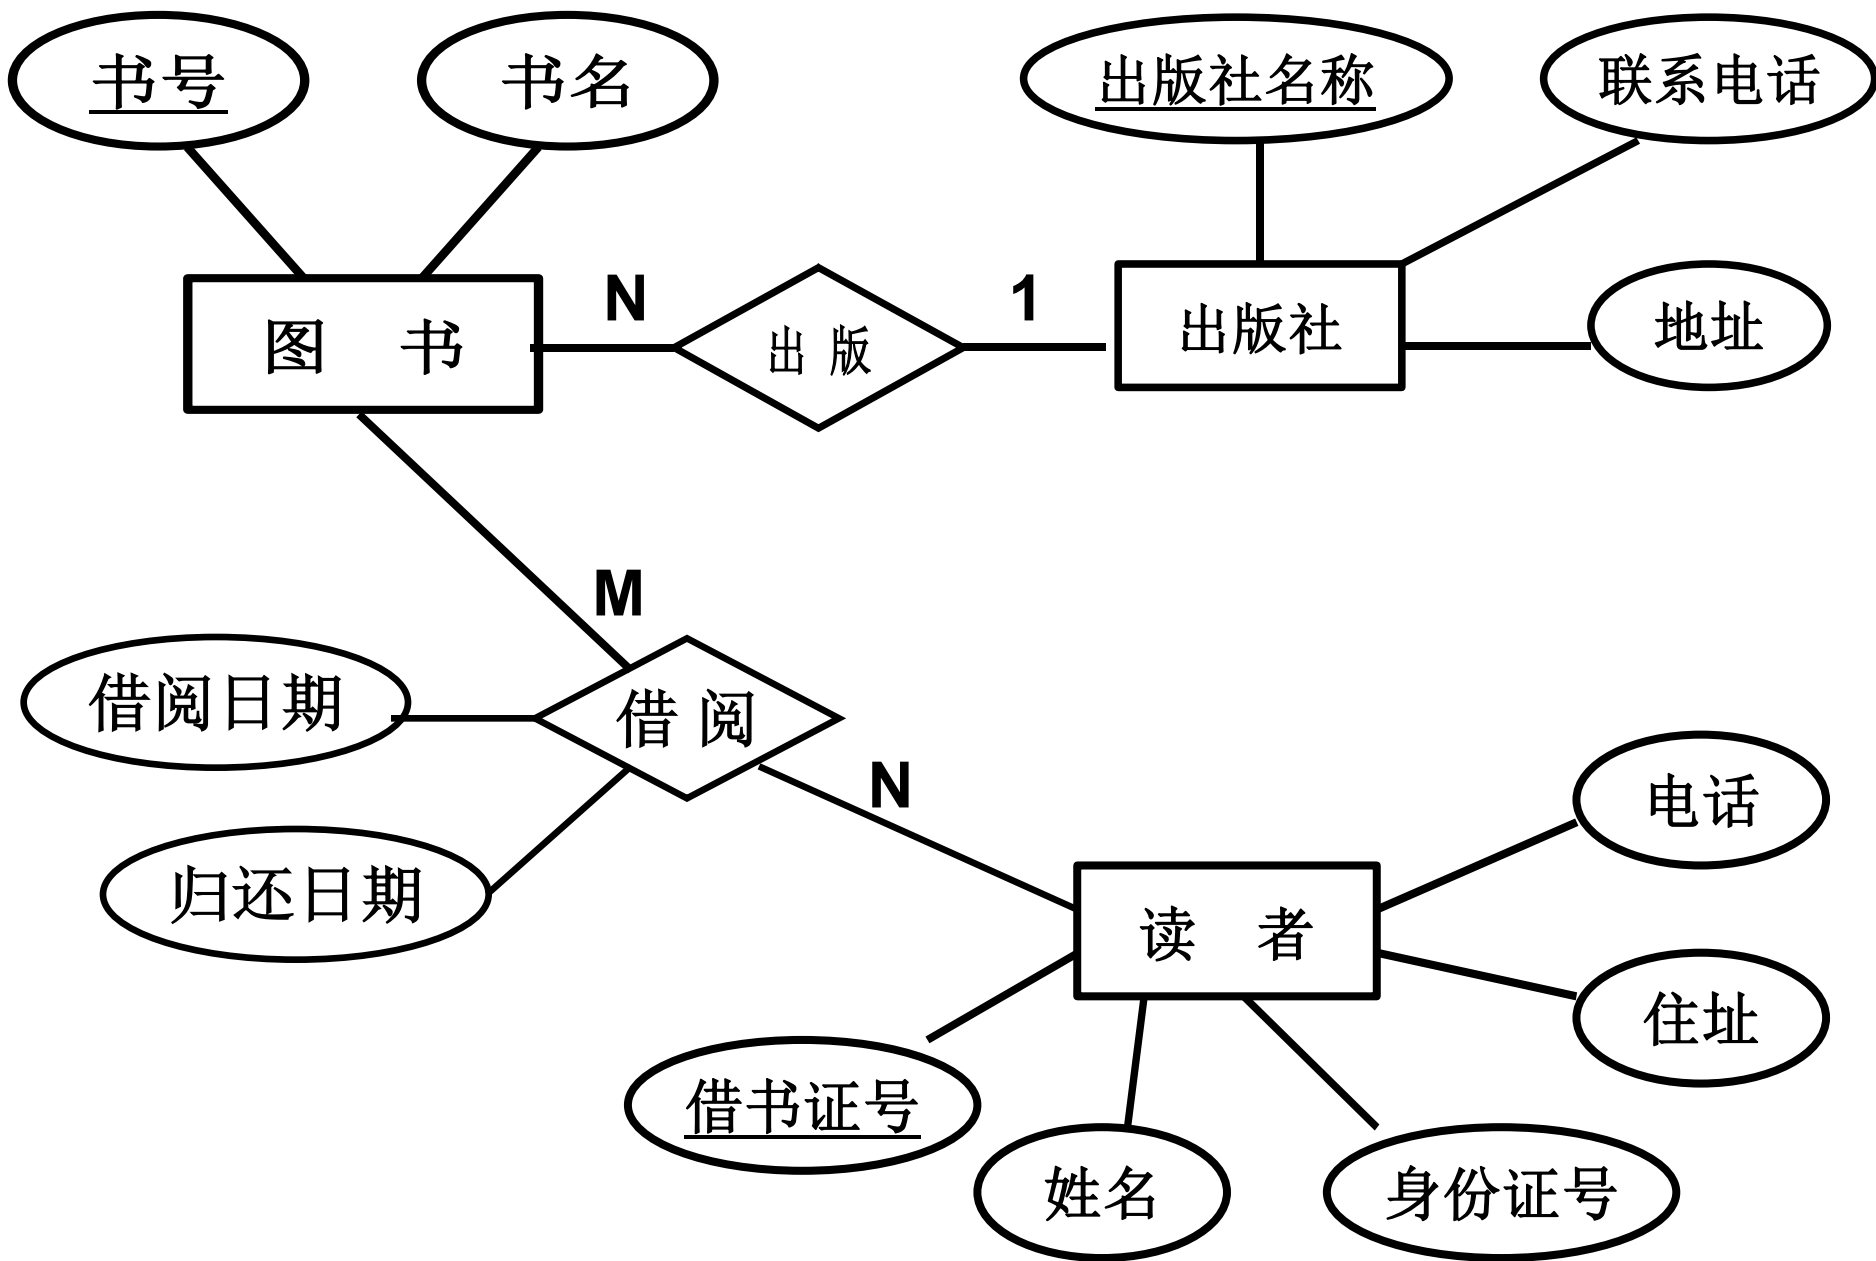 书号
书名
出版社名称
联系电话
图 书
N
出 版
1
出版社
地址
M
借阅日期
借 阅
N
归还日期
电话
读 者
住址
借书证号
姓名
身份证号